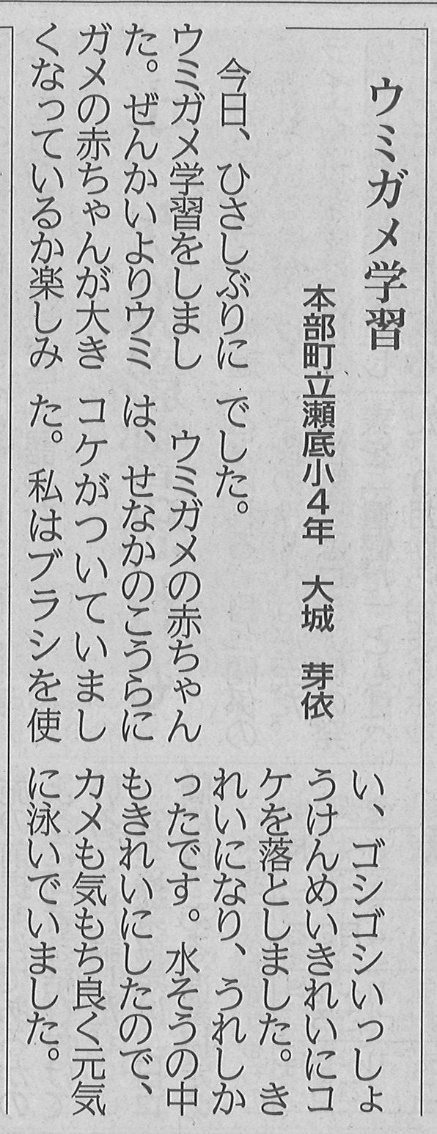 ウミガメ学習
本部町立瀬底小4年　大城　芽依
　今日、ひさしぶりに
ウミガメ学習をしまし
た。ぜんかいよりウミ
ガメの赤ちゃんが大き
くなっているか楽しみ
でした。
　ウミガメの赤ちゃん
は、せなかのこうらに
コケがついていまし
た。私はブラシを使
い、ゴシゴシいっしょ
うけんめいきれいにコ
ケを落としました。き
れいになり、うれしか
ったです。水そうの中
もきれいにしたので、
カメも気もち良く元気
に泳いでいました。